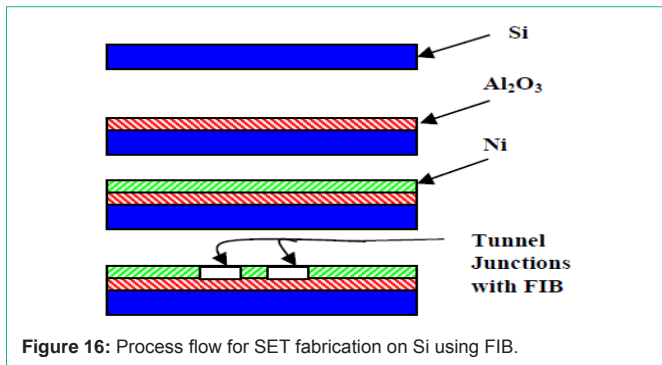 Si
Al₂O₃
Ni
Tunnel
Junctions
with FIB
Figure 16: Process flow for SET fabrication on Si using FIB.